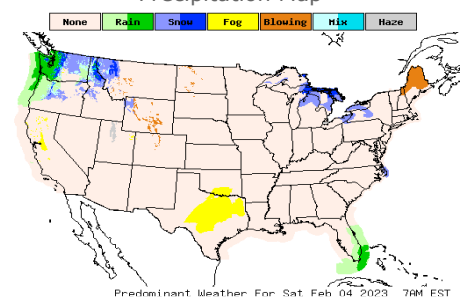 Precipitation Map
None Rain Snow Fog Blowing Mix Haze
Predominant Weather For Sat Feb 04 2023 7AM EST